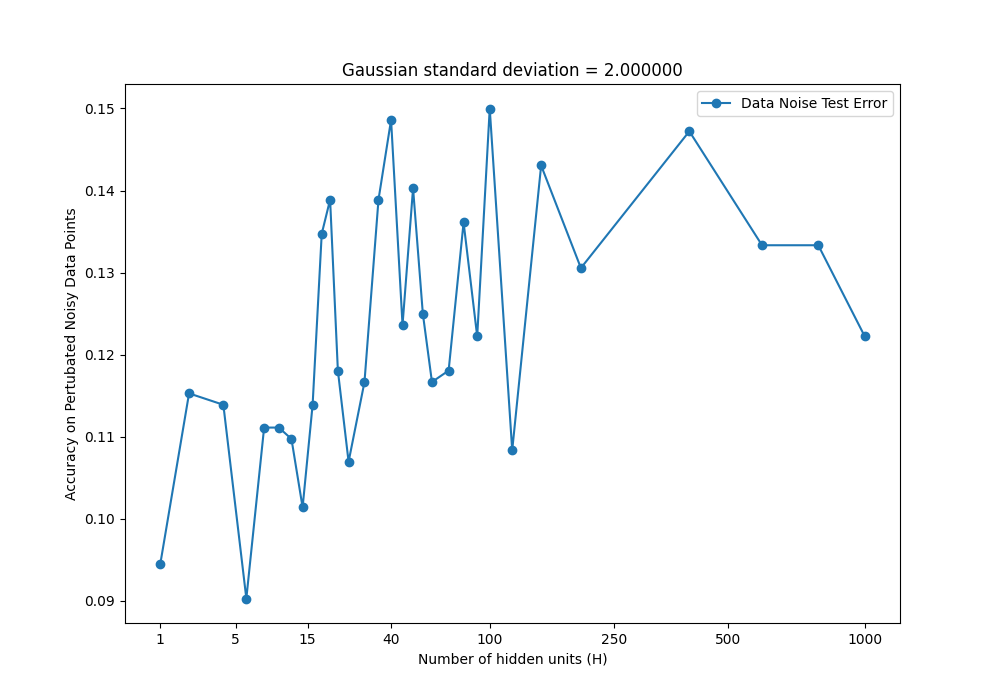 Gaussian standard deviation = 2.000000
Data Noise Test Error
0.15
0.14
0.13
0.12
0.11
0.10
0.09
Accuracy on Pertubated Noisy Data Points
1 5 15 40 100 250 500 1000
Number of hidden units (H)